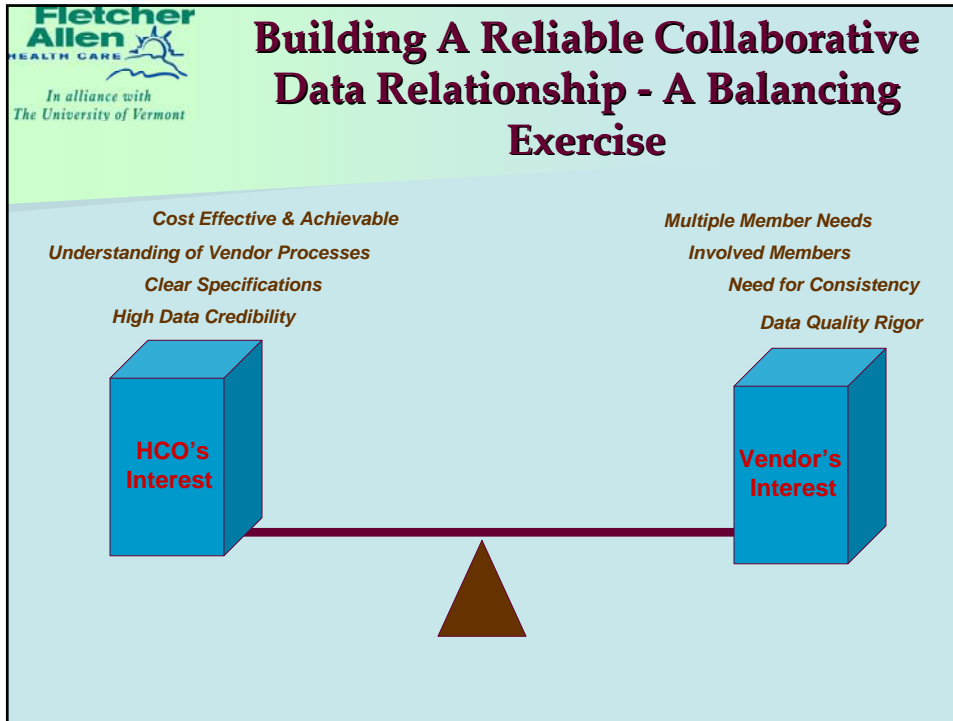 Fletcher
Allen
HEALTH CARE
In alliance with
The University of Vermont
Building A Reliable Collaborative
Data Relationship - A Balancing
Exercise
Cost Effective & Achievable
Understanding of Vendor Processes
Clear Specifications
High Data Credibility
Multiple Member Needs
Involved Members
Need for Consistency
Data Quality Rigor
HCO's
Interest
Vendor's
Interest